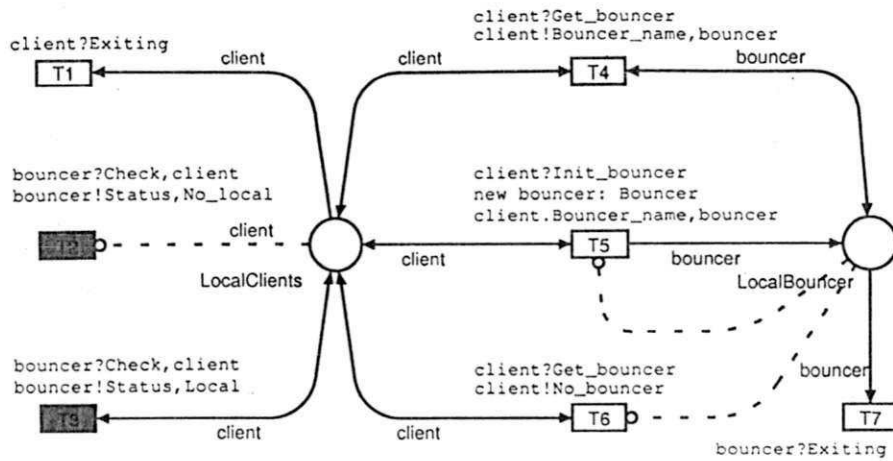 client?Get_bouncer
client!Bouncer_name,bouncer
client?Exiting
client
client
bouncer
T1
T4
bouncer?Check,client
bouncer!Status,No_local
client?Init_bouncer
new bouncer: Bouncer
client.Bouncer_name,bouncer
client
T2
T5
client
bouncer
LocalClients
LocalBouncer
bouncer?Check,client
bouncer!Status,Local
client?Get_bouncer
client!No_bouncer
bouncer
T3
T6
T7
client
client
bouncer?Exiting